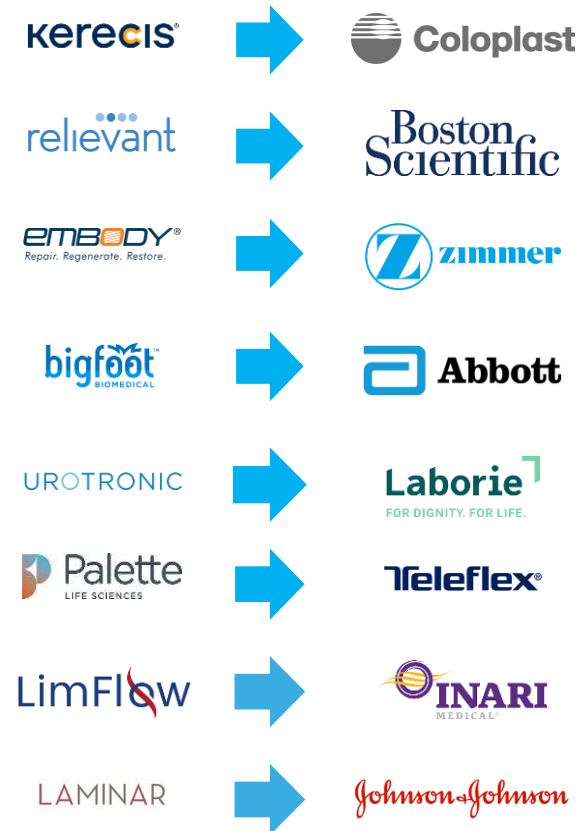 Kerecis®
Coloplast
relievant
Boston
Scientific
EMBODY®
Repair. Regenerate. Restore.
Z zimmer
bigfoot™
BIOMEDICAL
Abbott
UROTRONIC
Laborie
FOR DIGNITY. FOR LIFE.
Palette
LIFE SCIENCES
Teleflex®
LimFlow
INARI
MEDICAL®
LAMINAR
Johnson&Johnson